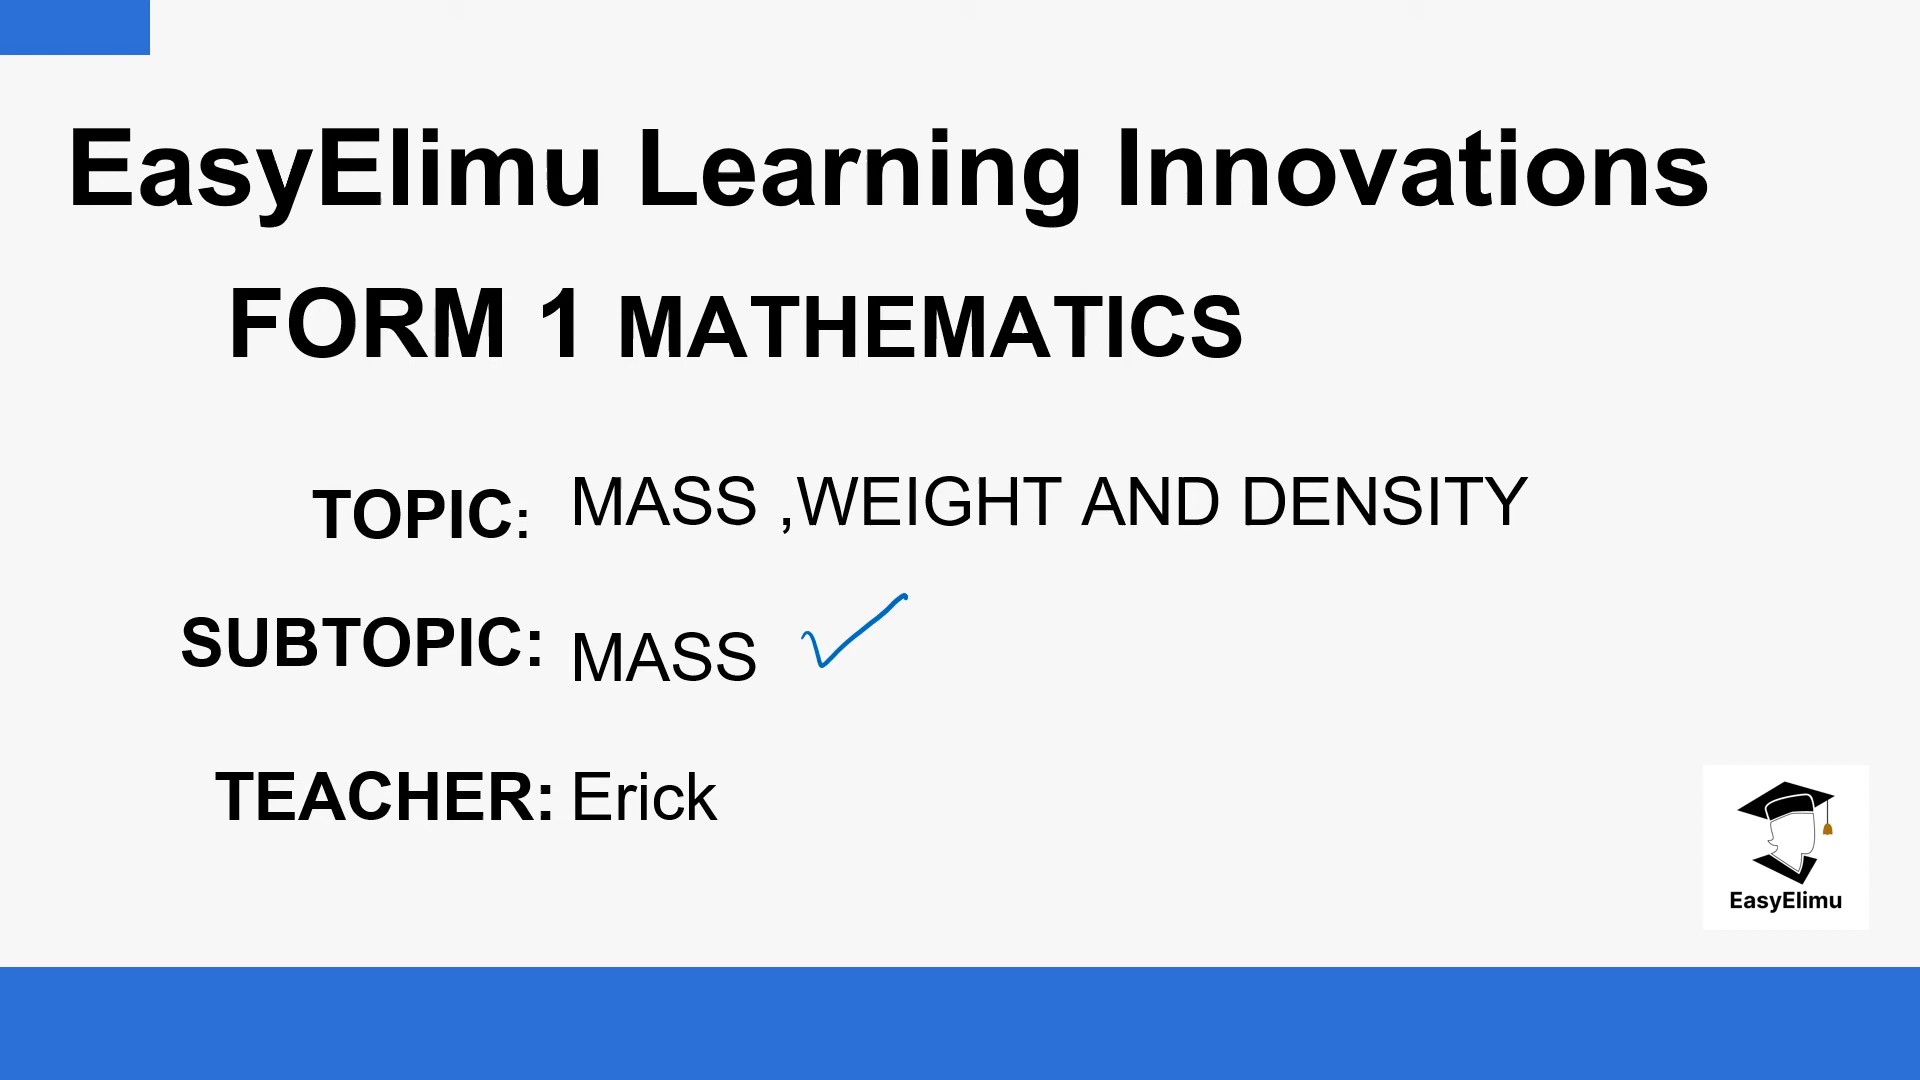 EasyElimu Learning Innovations
FORM 1 MATHEMATICS
TOPIC: MASS ,WEIGHT AND DENSITY
SUBTOPIC: MASS
TEACHER: Erick
EasyElimu